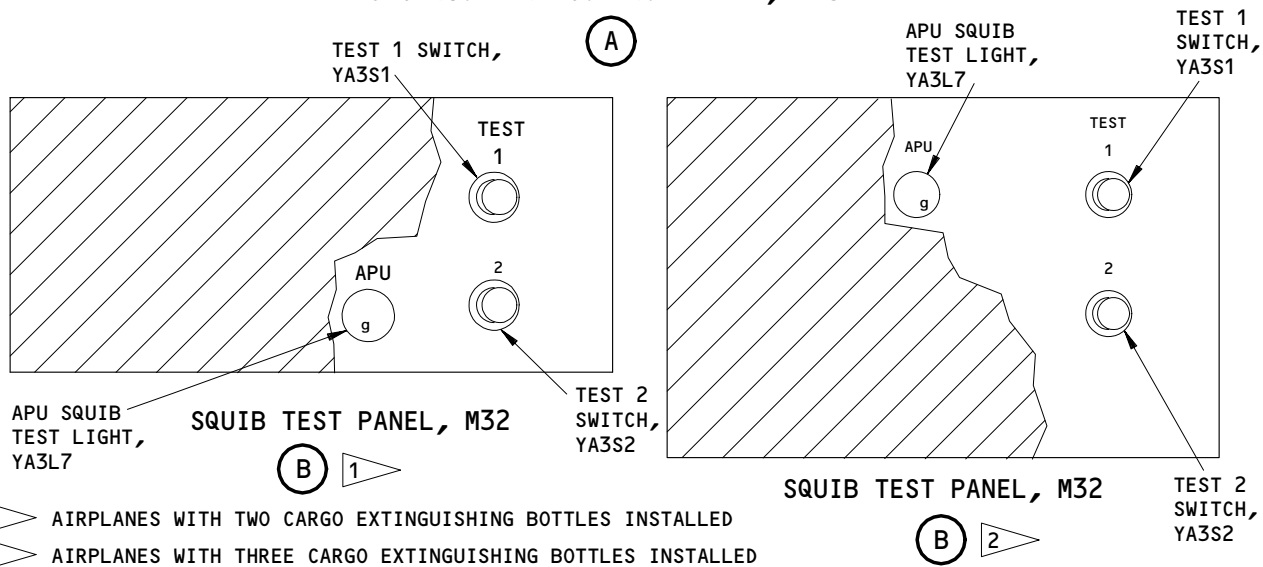 A
TEST 1 SWITCH,
YA3S1
APU SQUIB
TEST LIGHT,
YA3L7
TEST 1
SWITCH,
YA3S1
TEST
1
2
APU
g
APU SQUIB
TEST LIGHT,
YA3L7
TEST 2
SWITCH,
YA3S2
SQUIB TEST PANEL, M32
B 1
APU
g
TEST
1
2
TEST 2
SWITCH,
YA3S2
SQUIB TEST PANEL, M32
B 2
AIRPLANES WITH TWO CARGO EXTINGUISHING BOTTLES INSTALLED
AIRPLANES WITH THREE CARGO EXTINGUISHING BOTTLES INSTALLED